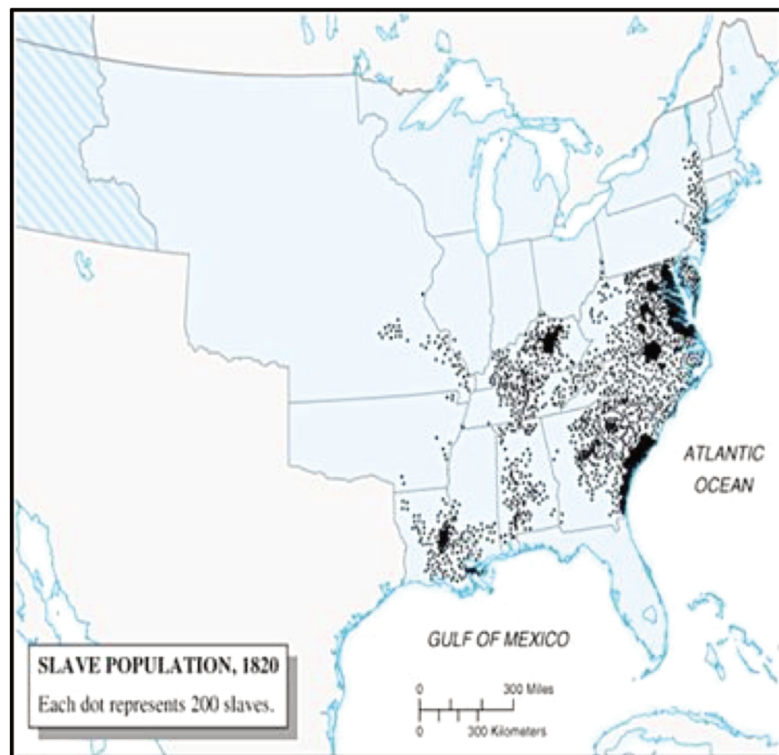 ATLANTIC
OCEAN
GULF OF MEXICO
SLAVE POPULATION, 1820
Each dot represents 200 slaves.
0 300 Miles
0 300 Kilometers